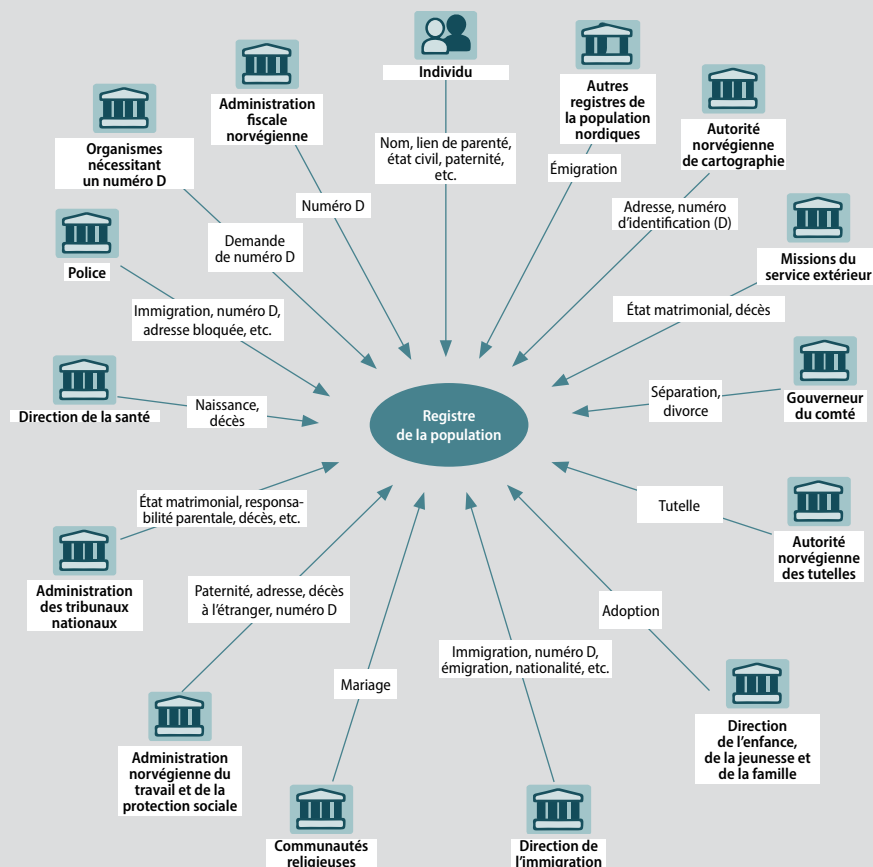 Individu
Nom, lien de parenté,
état civil, paternité,
etc.
Autres
registres de
la population
nordiques
Émigration
Autorité
norvégienne
de cartographie
Adresse, numéro
d'identification (D)
Missions du
service extérieur
État matrimonial, décès
Gouverneur
du comté
Séparation,
divorce
Autorité
norvégienne
des tutelles
Tutelle
Direction
de l'enfance,
de la jeunesse et
de la famille
Adoption
Direction de
l'immigration
Immigration, numéro D,
émigration, nationalité, etc.
Communautés
religieuses
Mariage
Administration
norvégienne du
travail et de la
protection sociale
Paternité, adresse, décès
à l'étranger, numéro D
Administration
des tribunaux
nationaux
État matrimonial, responsa-
bilité parentale, décès, etc.
Direction de la santé
Naissance,
décès
Police
Immigration, numéro D,
adresse bloquée, etc.
Organismes
nécessitant
un numéro D
Demande
de numéro D
Administration
fiscale
norvégienne
Numéro D
Registre
de la population